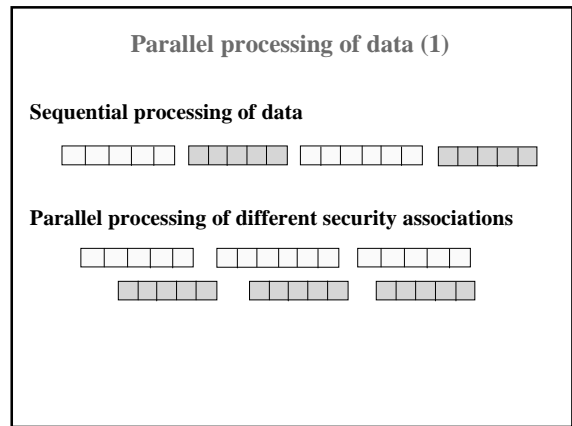 Parallel processing of data (1)
Sequential processing of data
Parallel processing of different security associations